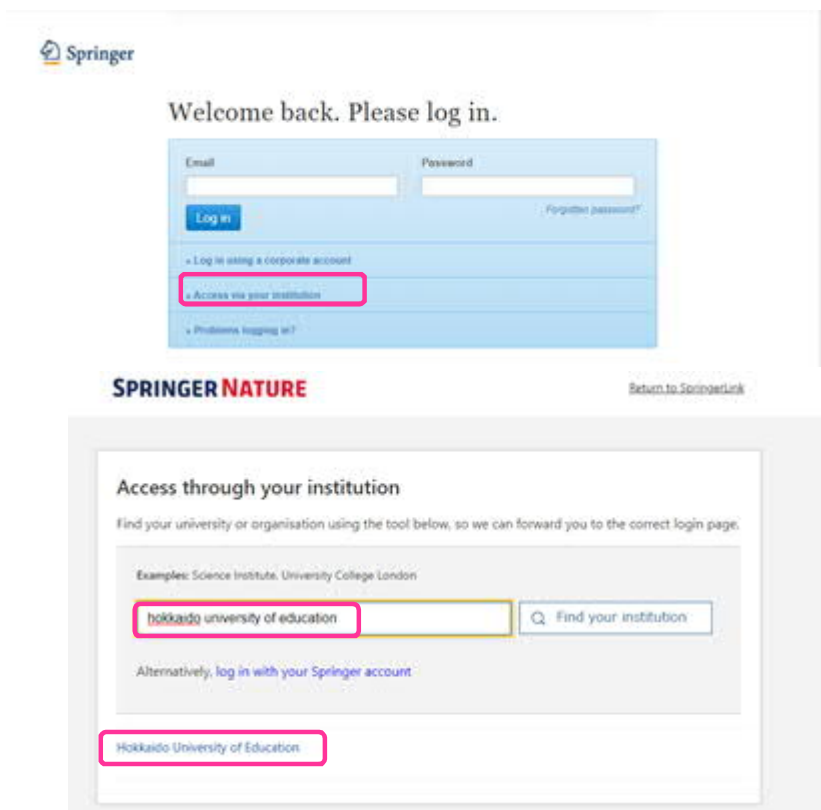 Springer
Welcome back. Please log in.
Email Password
Log in Forgotten password?
» Log in using a corporate account
» Access via your institution
» Problems logging in?
SPRINGER NATURE Return to SpringerLink
Access through your institution
Find your university or organisation using the tool below, so we can forward you to the correct login page.
Examples: Science Institute, University College London
hokkaido university of education Find your institution
Alternatively, log in with your Springer account
Hokkaido University of Education